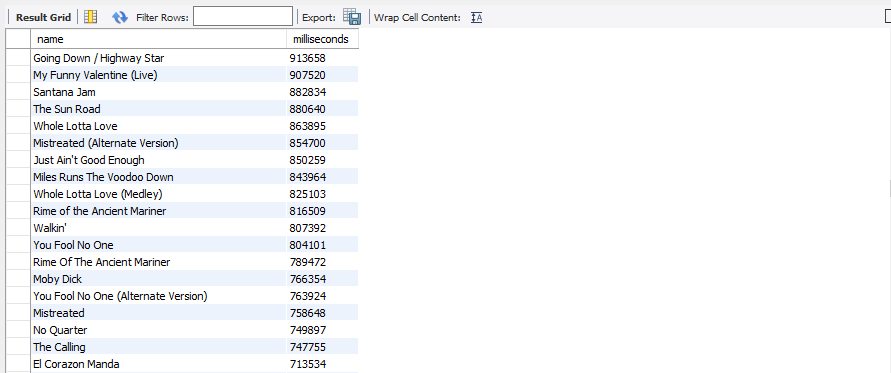 Result Grid Filter Rows: Export: Wrap Cell Content: IA
name milliseconds
Going Down / Highway Star 913658
My Funny Valentine (Live) 907520
Santana Jam 882834
The Sun Road 880640
Whole Lotta Love 863895
Mistreated (Alternate Version) 854700
Just Ain't Good Enough 850259
Miles Runs The Voodoo Down 843964
Whole Lotta Love (Medley) 825103
Rime of the Ancient Mariner 816509
Walkin' 807392
You Fool No One 804101
Rime Of The Ancient Mariner 789472
Moby Dick 766354
You Fool No One (Alternate Version) 763924
Mistreated 758648
No Quarter 749897
The Calling 747755
El Corazon Manda 713534